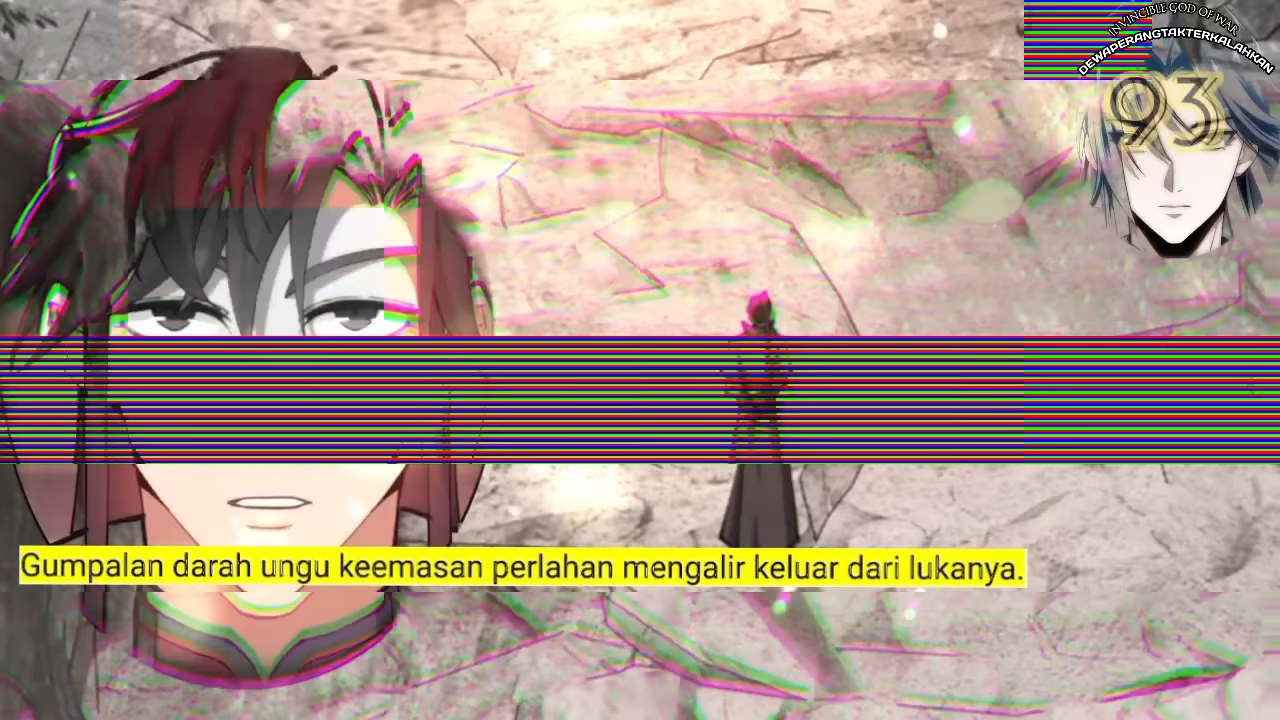 INVINCIBLE GOD OF WAR
DEWAPERANGTAKTERKALAHKAN
93
Gumpalan darah ungu keemasan perlahan mengalir keluar dari lukanya.